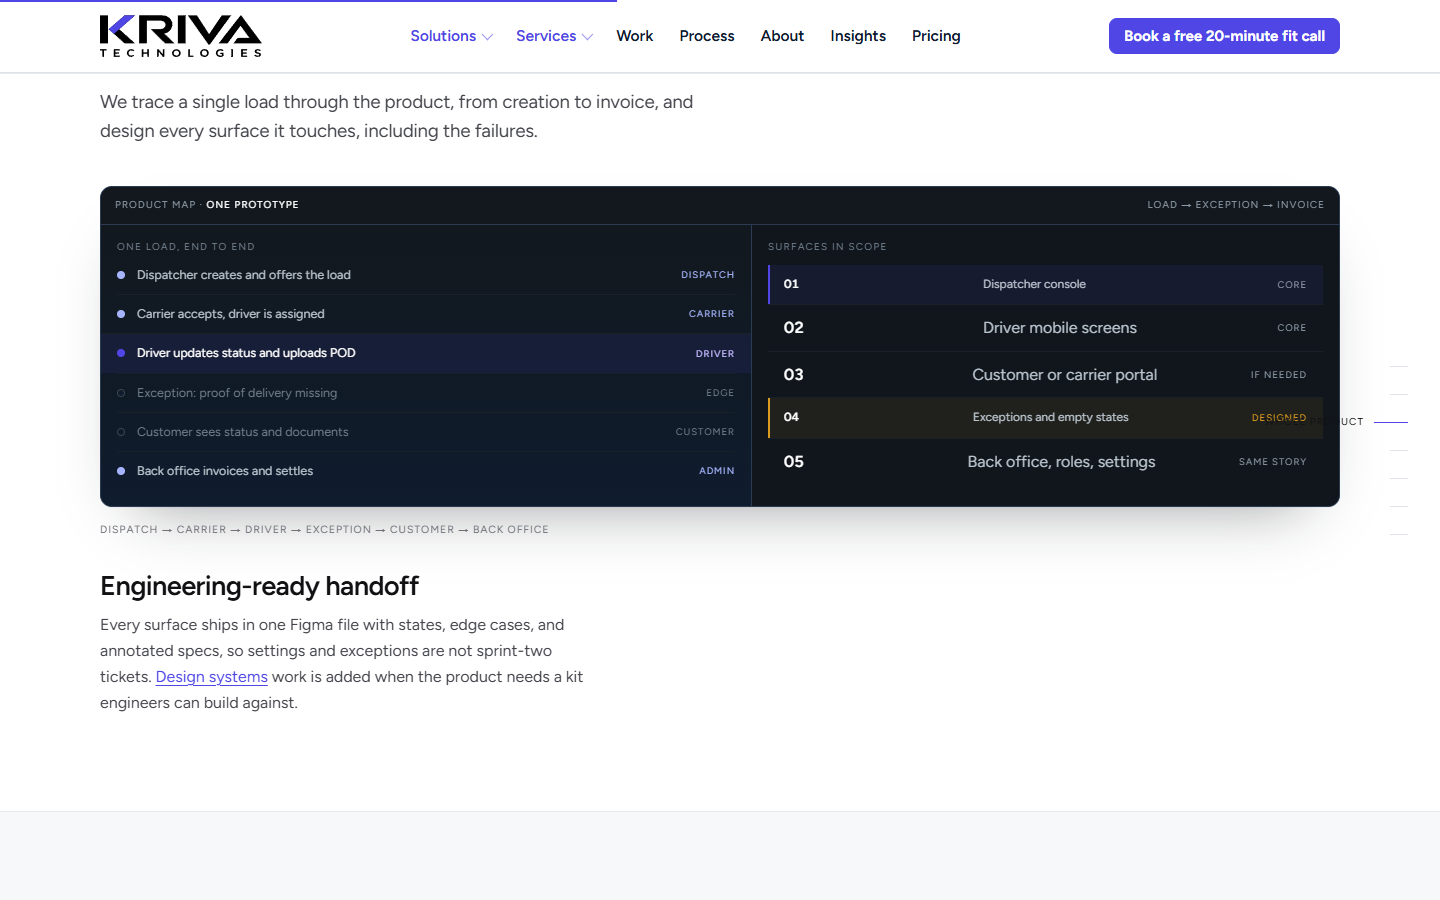 KRIVA
TECHNOLOGIES
Solutions
Services
Work
Process
About
Insights
Pricing
Book a free 20-minute fit call
We trace a single load through the product, from creation to invoice, and
design every surface it touches, including the failures.
PRODUCT MAP · ONE PROTOTYPE
LOAD → EXCEPTION → INVOICE
ONE LOAD, END TO END
Dispatcher creates and offers the load DISPATCH
Carrier accepts, driver is assigned CARRIER
Driver updates status and uploads POD DRIVER
Exception: proof of delivery missing EDGE
Customer sees status and documents CUSTOMER
Back office invoices and settles ADMIN
SURFACES IN SCOPE
01 Dispatcher console CORE
02 Driver mobile screens CORE
03 Customer or carrier portal IF NEEDED
04 Exceptions and empty states DESIGNED
05 Back office, roles, settings SAME STORY
DISPATCH → CARRIER → DRIVER → EXCEPTION → CUSTOMER → BACK OFFICE
Engineering-ready handoff
Every surface ships in one Figma file with states, edge cases, and
annotated specs, so settings and exceptions are not sprint-two
tickets. Design systems work is added when the product needs a kit
engineers can build against.